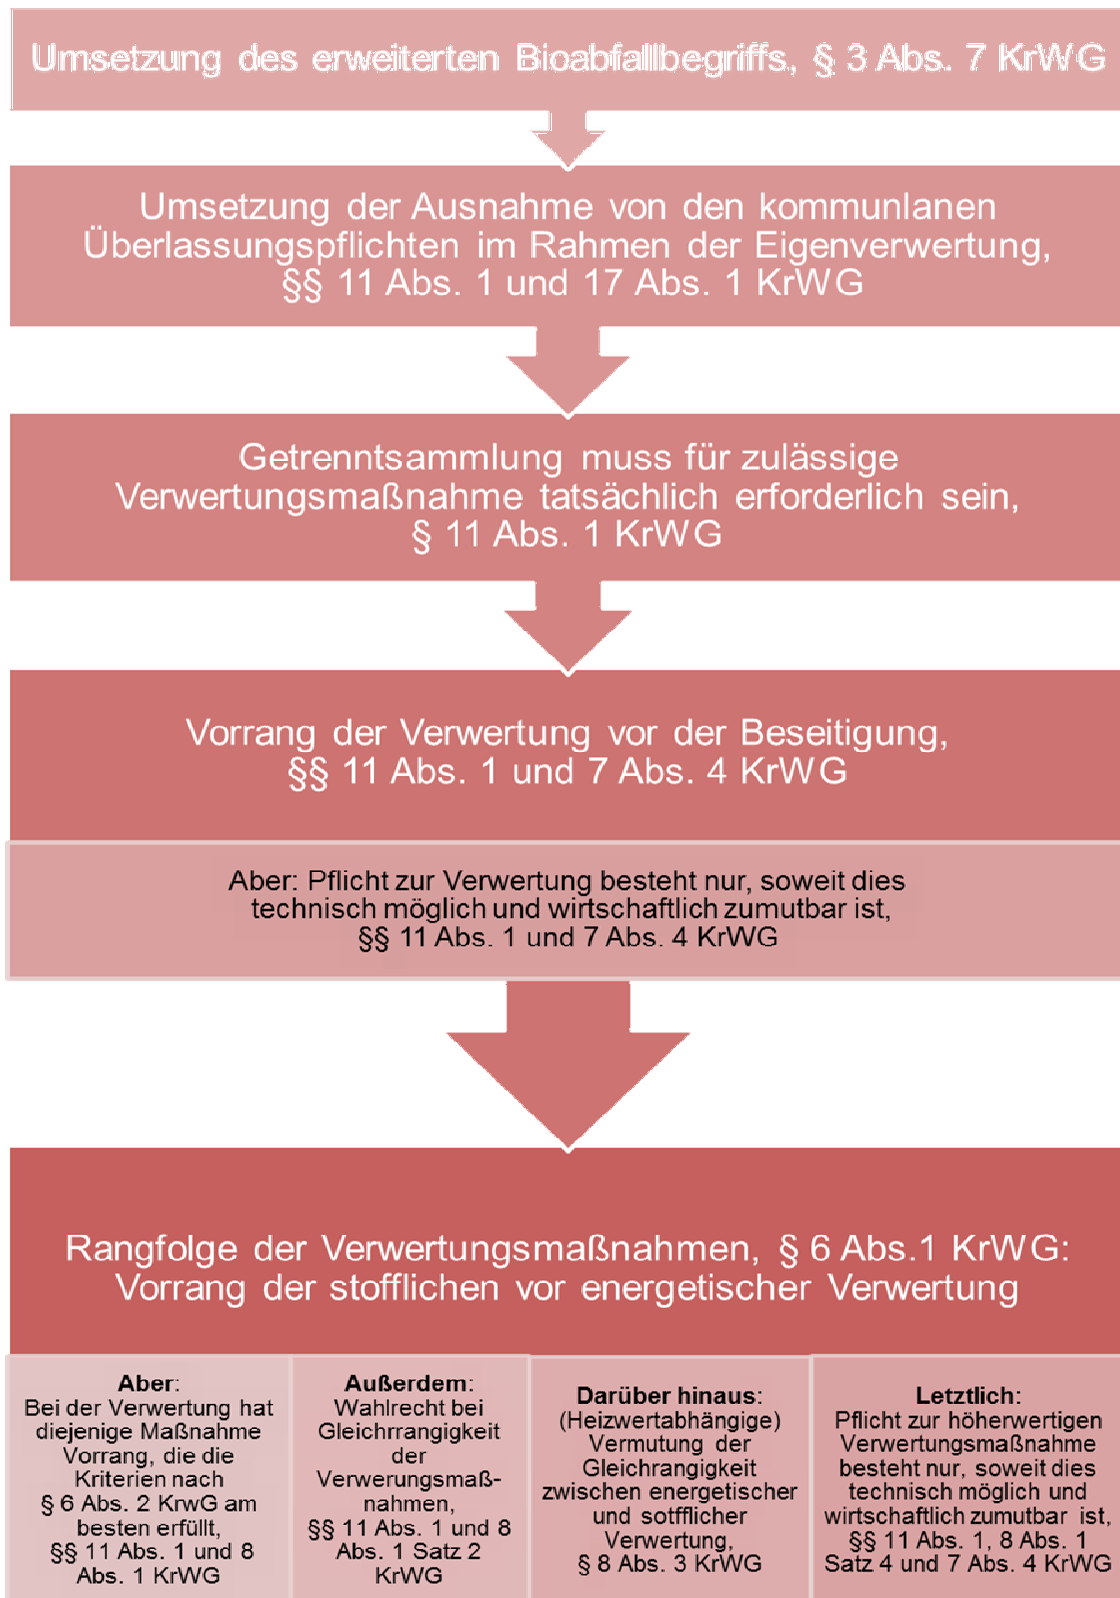 Umsetzung des erweiterten Bioabfallbegriffs, § 3 Abs. 7 KrWG
Umsetzung der Ausnahme von den kommunlanen
Überlassungspflichten im Rahmen der Eigenverwertung,
§§ 11 Abs. 1 und 17 Abs. 1 KrWG
Getrenntsammlung muss für zulässige
Verwertungsmaßnahme tatsächlich erforderlich sein,
§ 11 Abs. 1 KrWG
Vorrang der Verwertung vor der Beseitigung,
§§ 11 Abs. 1 und 7 Abs. 4 KrWG
Aber: Pflicht zur Verwertung besteht nur, soweit dies
technisch möglich und wirtschaftlich zumutbar ist,
§§ 11 Abs. 1 und 7 Abs. 4 KrWG
Rangfolge der Verwertungsmaßnahmen, § 6 Abs.1 KrWG:
Vorrang der stofflichen vor energetischer Verwertung
Aber:
Bei der Verwertung hat
diejenige Maßnahme
Vorrang, die die
Kriterien nach
§ 6 Abs. 2 KrwG am
besten erfüllt,
§§ 11 Abs. 1 und 8
Abs. 1 KrWG
Außerdem:
Wahlrecht bei
Gleichrrangigkeit
der
Verwerungsmaß-
nahmen,
§§ 11 Abs. 1 und 8
Abs. 1 Satz 2
KrWG
Darüber hinaus:
(Heizwertabhängige)
Vermutung der
Gleichrangigkeit
zwischen energetischer
und sotfflicher
Verwertung,
§ 8 Abs. 3 KrWG
Letztlich:
Pflicht zur höherwertigen
Verwertungsmaßnahme
besteht nur, soweit dies
technisch möglich und
wirtschaftlich zumutbar ist,
§§ 11 Abs. 1, 8 Abs. 1
Satz 4 und 7 Abs. 4 KrWG